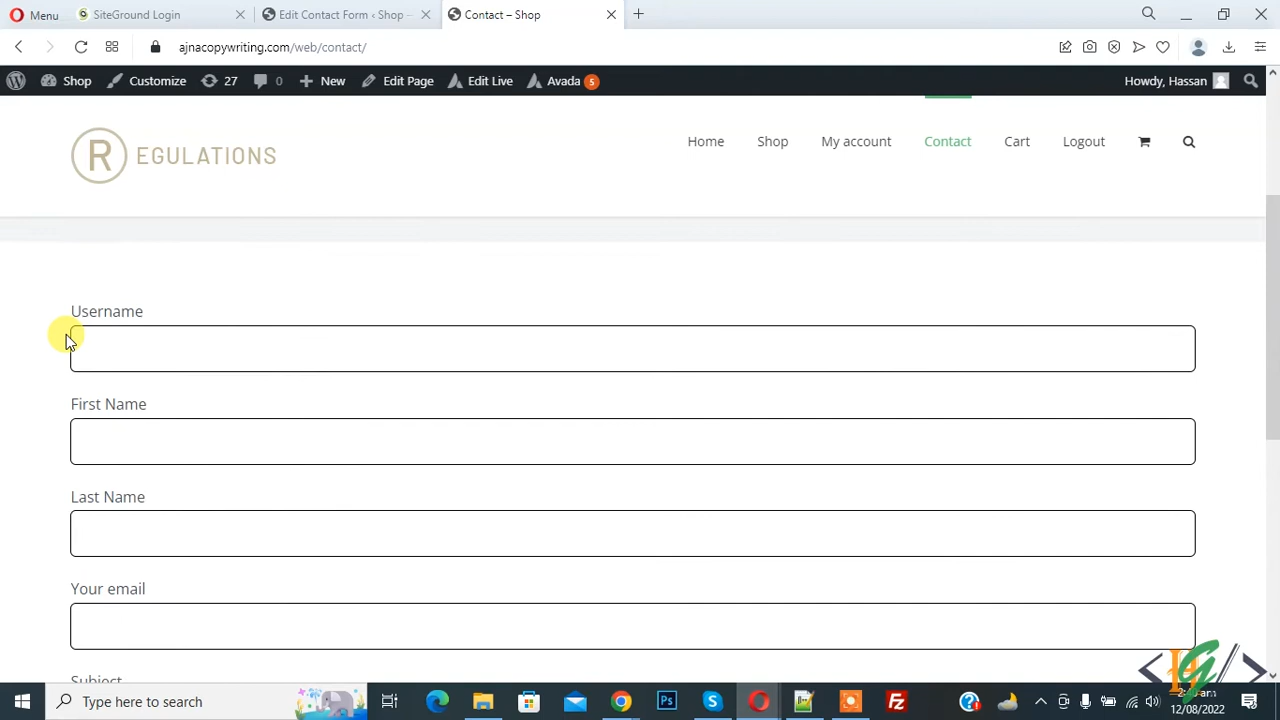 Menu
SiteGround Login
Edit Contact Form ‹ Shop –
Contact – Shop
ajnacopywriting.com/web/contact/
Shop
Customize
27
0
New
Edit Page
Edit Live
Avada
5
Howdy, Hassan
R EGULATIONS
Home
Shop
My account
Contact
Cart
Logout
Username
First Name
Last Name
Your email
Subject
Type here to search
Ps
Fz
12/08/2022